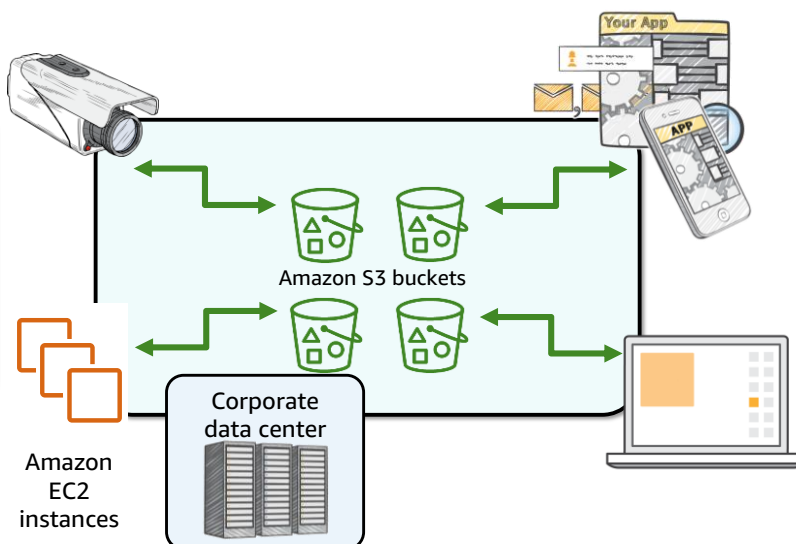 Your App
APP
Amazon S3 buckets
Corporate
data center
Amazon
EC2
instances